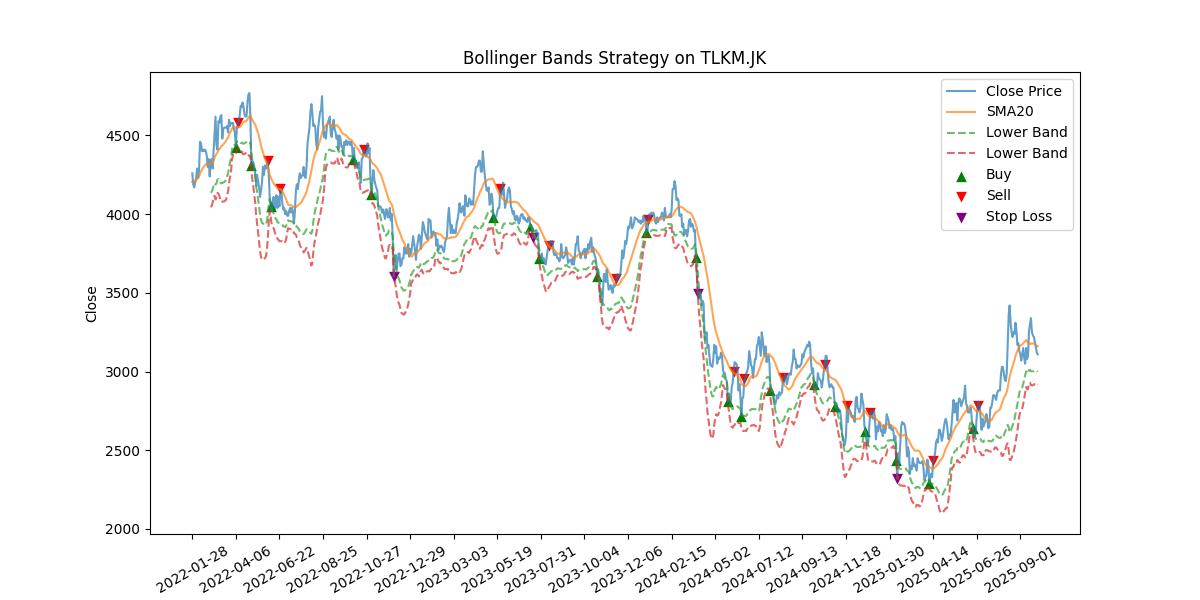 Bollinger Bands Strategy on TLKM.JK
Close Price
SMA20
Lower Band
Lower Band
Buy
Sell
Stop Loss
Close
4500
4000
3500
3000
2500
2000
2022-01-28
2022-04-06
2022-06-22
2022-08-25
2022-10-27
2022-12-29
2023-03-03
2023-05-19
2023-07-31
2023-10-04
2023-12-06
2024-02-15
2024-05-02
2024-07-12
2024-09-13
2024-11-18
2025-01-30
2025-04-14
2025-06-26
2025-09-01